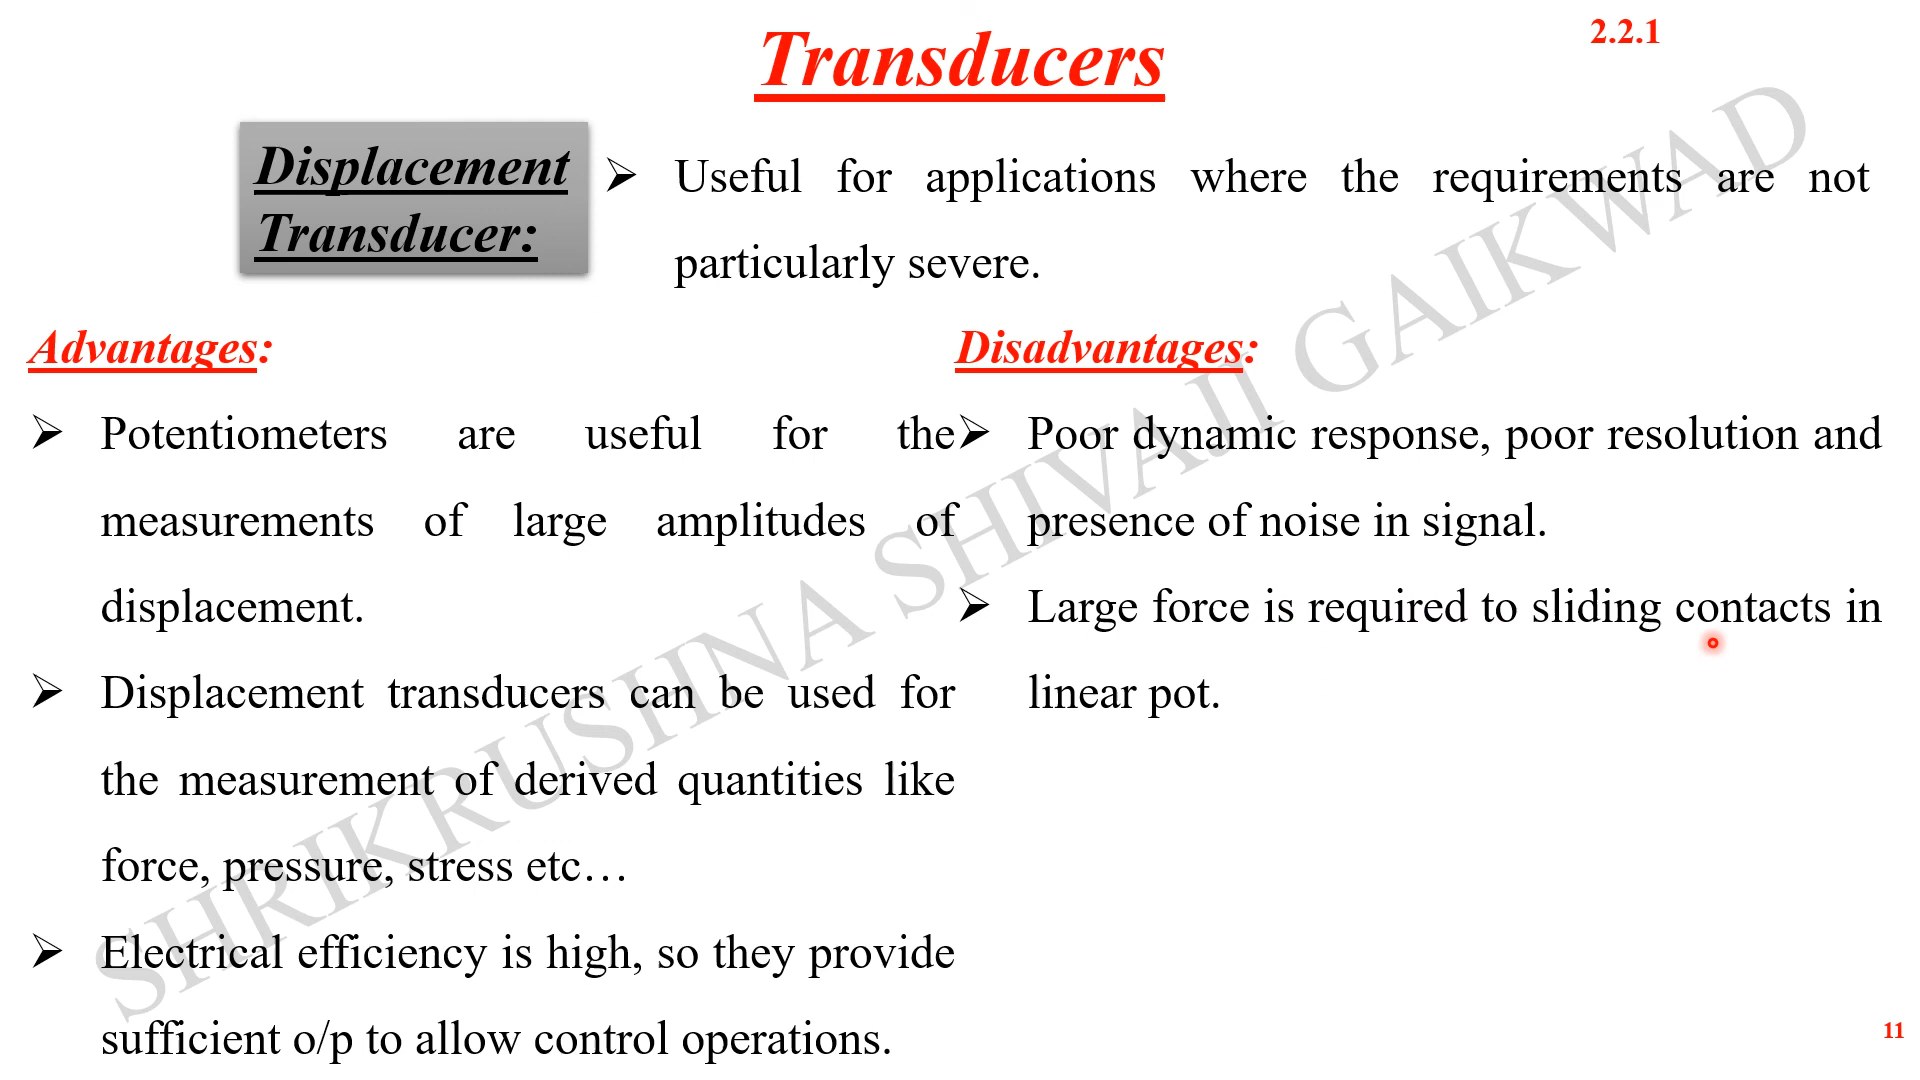 Transducers
2.2.1
Displacement
Transducer:
➢ Useful for applications where the requirements are not
particularly severe.
Advantages:
➢ Potentiometers are useful for the
measurements of large amplitudes of
displacement.
➢ Displacement transducers can be used for
the measurement of derived quantities like
force, pressure, stress etc…
➢ Electrical efficiency is high, so they provide
sufficient o/p to allow control operations.
Disadvantages:
➢ Poor dynamic response, poor resolution and
presence of noise in signal.
➢ Large force is required to sliding contacts in
linear pot.
SHRIKRUSHNA SHIVAJI GAIKWAD
11